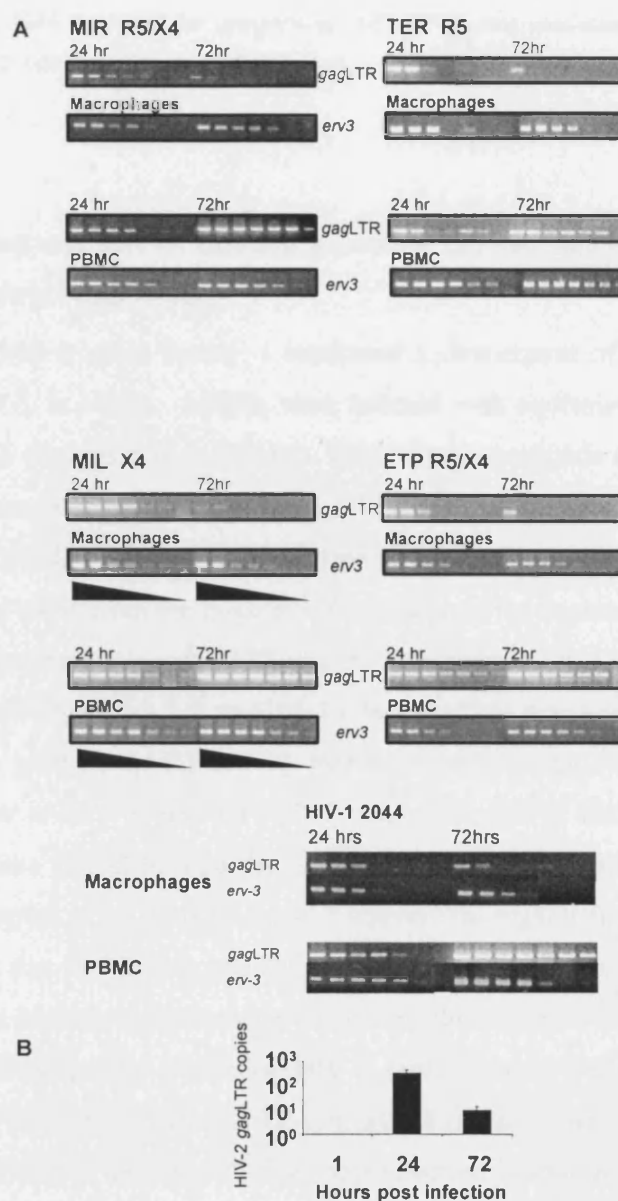 A
MIR R5/X4
TER R5
24 hr 72hr
gagLTR
24 hr 72hr
Macrophages
erv3
Macrophages
24 hr 72hr
gagLTR
24 hr 72hr
PBMC
erv3
PBMC
MIL X4
ETP R5/X4
24 hr 72hr
gagLTR
24 hr 72hr
Macrophages
erv3
Macrophages
24 hr 72hr
gagLTR
24 hr 72hr
PBMC
erv3
PBMC
HIV-1 2044
24 hrs 72hrs
Macrophages
gagLTR
erv-3
PBMC
gagLTR
erv-3
B
HIV-2 gagLTR copies
10³
10²
10¹
10⁰
1 24 72
Hours post infection